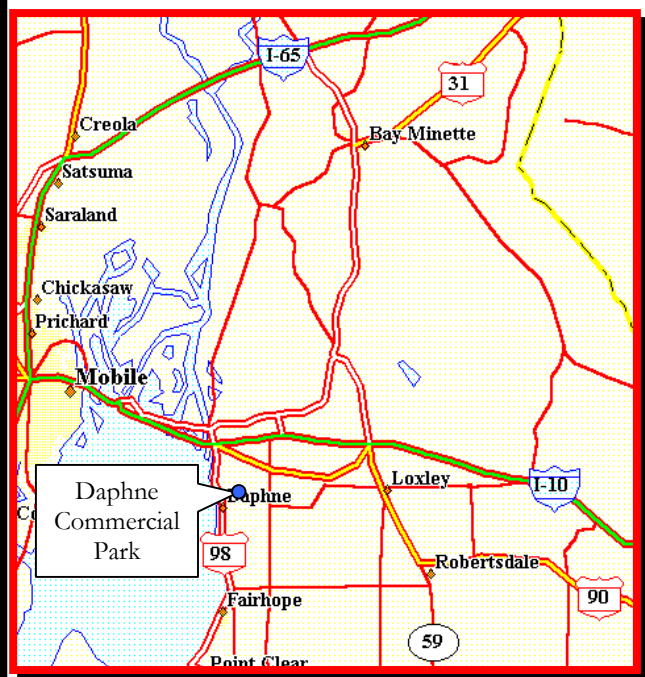 I-65
31
Creola
Bay Minette
Satsuma
Saraland
Chickasaw
Prichard
Mobile
Daphne
Commercial
Park
Daphne
Loxley
I-10
98
Robertsdale
90
Fairhope
59
Point Clear